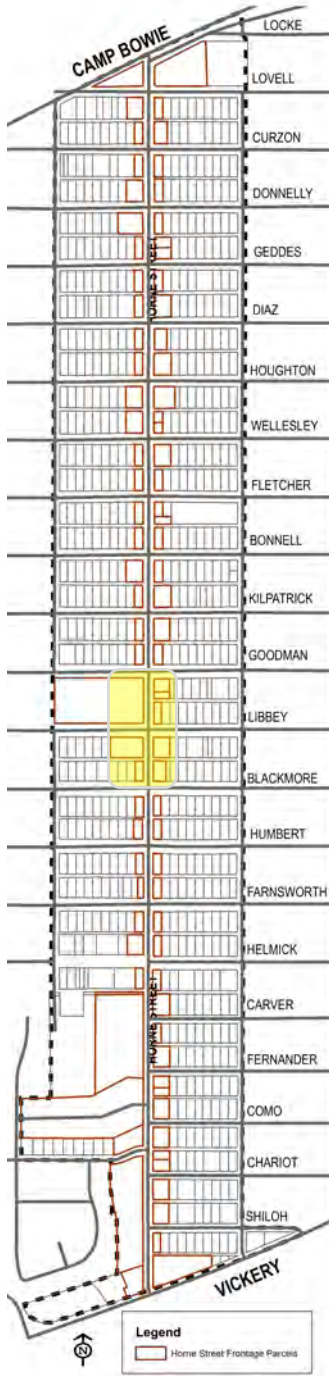 LOCKE
CAMP BOWIE
LOVELL
CURZON
DONNELLY
GEDDES
HORNE STREET
DIAZ
HOUGHTON
WELLESLEY
FLETCHER
BONNELL
KILPATRICK
GOODMAN
LIBBEY
BLACKMORE
HUMBERT
FARNSWORTH
HELMICK
HORNE STREET
CARVER
FERNANDER
COMO
CHARIOT
SHILOH
VICKERY
N
Legend
Horne Street Frontage Parcels